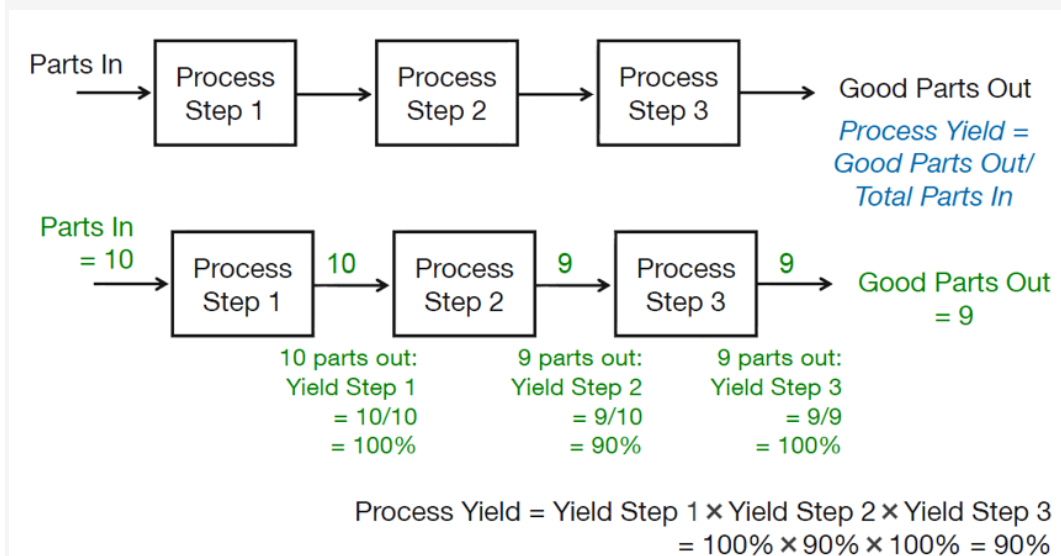 Parts In
Process
Step 1
Process
Step 2
Process
Step 3
Good Parts Out
Process Yield =
Good Parts Out/
Total Parts In
Parts In
= 10
Process
Step 1
10
Process
Step 2
9
Process
Step 3
9
Good Parts Out
= 9
10 parts out:
Yield Step 1
= 10/10
= 100%
9 parts out:
Yield Step 2
= 9/10
= 90%
9 parts out:
Yield Step 3
= 9/9
= 100%
Process Yield = Yield Step 1 × Yield Step 2 × Yield Step 3
= 100% × 90% × 100% = 90%